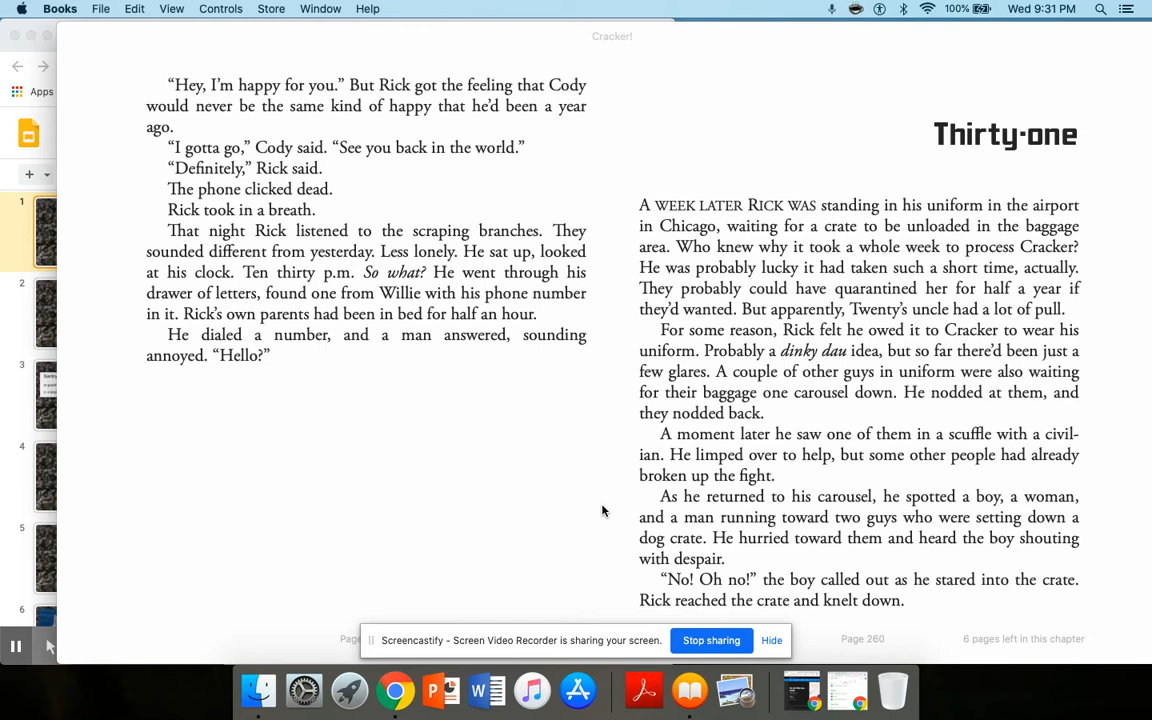 Books File Edit View Controls Store Window Help
100% Wed 9:31 PM
Cracker!
Apps
1
2
3
4
5
6
“Hey, I’m happy for you.” But Rick got the feeling that Cody
would never be the same kind of happy that he’d been a year
ago.
“I gotta go,” Cody said. “See you back in the world.”
“Definitely,” Rick said.
The phone clicked dead.
Rick took in a breath.
That night Rick listened to the scraping branches. They
sounded different from yesterday. Less lonely. He sat up, looked
at his clock. Ten thirty p.m. So what? He went through his
drawer of letters, found one from Willie with his phone number
in it. Rick’s own parents had been in bed for half an hour.
He dialed a number, and a man answered, sounding
annoyed. “Hello?”
Thirty-one
A WEEK LATER RICK WAS standing in his uniform in the airport
in Chicago, waiting for a crate to be unloaded in the baggage
area. Who knew why it took a whole week to process Cracker?
He was probably lucky it had taken such a short time, actually.
They probably could have quarantined her for half a year if
they’d wanted. But apparently, Twenty’s uncle had a lot of pull.
For some reason, Rick felt he owed it to Cracker to wear his
uniform. Probably a dinky dau idea, but so far there’d been just a
few glares. A couple of other guys in uniform were also waiting
for their baggage one carousel down. He nodded at them, and
they nodded back.
A moment later he saw one of them in a scuffle with a civil-
ian. He limped over to help, but some other people had already
broken up the fight.
As he returned to his carousel, he spotted a boy, a woman,
and a man running toward two guys who were setting down a
dog crate. He hurried toward them and heard the boy shouting
with despair.
“No! Oh no!” the boy called out as he stared into the crate.
Rick reached the crate and knelt down.
Page 260
6 pages left in this chapter
Screencastify - Screen Video Recorder is sharing your screen.
Stop sharing
Hide